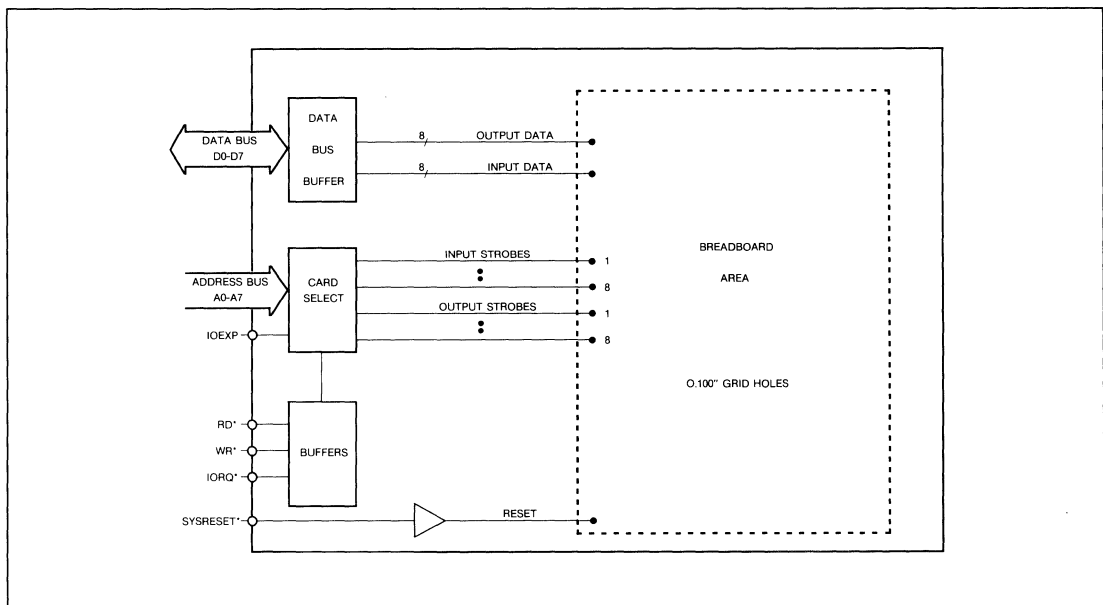 DATA
BUS
BUFFER
DATA BUS
D0-D7
8/ OUTPUT DATA
8/ INPUT DATA
BREADBOARD
AREA
0.100" GRID HOLES
ADDRESS BUS
A0-A7
CARD
SELECT
INPUT STROBES
1
8
OUTPUT STROBES
1
8
IOEXP
RD*
WR*
IORQ*
BUFFERS
SYSRESET*
RESET